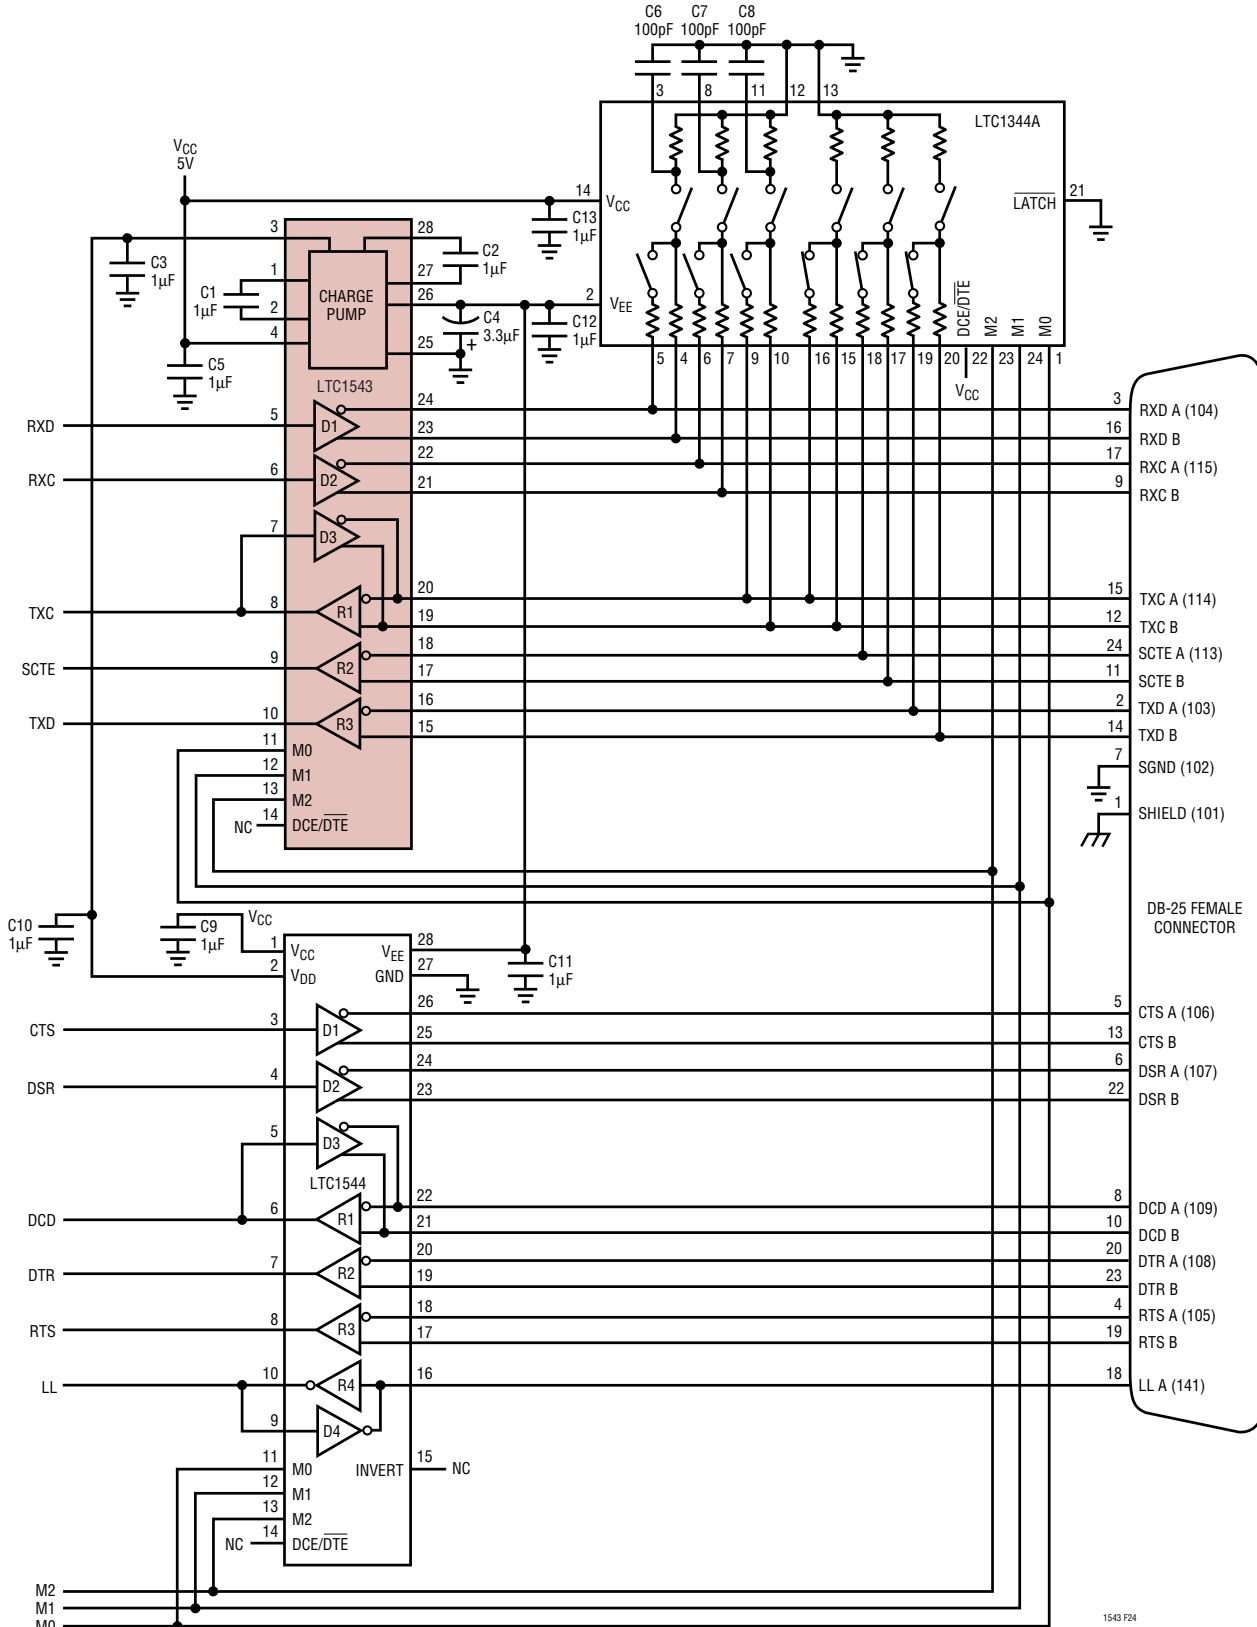 C6 C7 C8
100pF 100pF 100pF
3 8 11 12 13
LTC1344A
VCC
5V
14 VCC
C13
1µF
LATCH 21
3 28
C3
1µF
C2
1µF
1 27
C1
1µF
CHARGE
PUMP
26 2 VEE
2
C4
3.3µF
+
C12
1µF
4 25
C5
1µF
LTC1543
DCE/DTE M2 M1 M0
5 4 6 7 9 10 16 15 18 17 19 20 22 23 24 1
VCC
RXD 5 D1 24 3 RXD A (104)
23 16 RXD B
RXC 6 D2 22 17 RXC A (115)
21 9 RXC B
7 D3
TXC 8 R1 20 15 TXC A (114)
19 12 TXC B
SCTE 9 R2 18 24 SCTE A (113)
17 11 SCTE B
TXD 10 R3 16 2 TXD A (103)
15 14 TXD B
11 M0
7 SGND (102)
12 M1
13 M2
1 SHIELD (101)
NC 14 DCE/DTE
DB-25 FEMALE
CONNECTOR
C10
1µF
C9
1µF
VCC
1 VCC VEE 28
2 VDD GND 27
C11
1µF
CTS 3 D1 26 5 CTS A (106)
25 13 CTS B
DSR 4 D2 24 6 DSR A (107)
23 22 DSR B
5 D3
LTC1544
DCD 6 R1 22 8 DCD A (109)
21 10 DCD B
DTR 7 R2 20 20 DTR A (108)
19 23 DTR B
RTS 8 R3 18 4 RTS A (105)
17 19 RTS B
LL 10 R4 16 18 LL A (141)
9 D4
11 M0 INVERT 15 NC
12 M1
13 M2
NC 14 DCE/DTE
M2
M1
M0
1543 F24